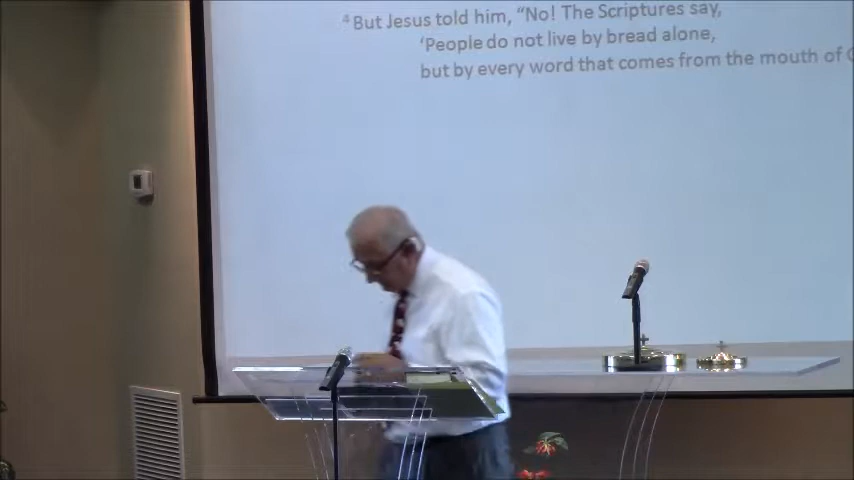 ⁴ But Jesus told him, “No! The Scriptures say,
‘People do not live by bread alone,
but by every word that comes from the mouth of